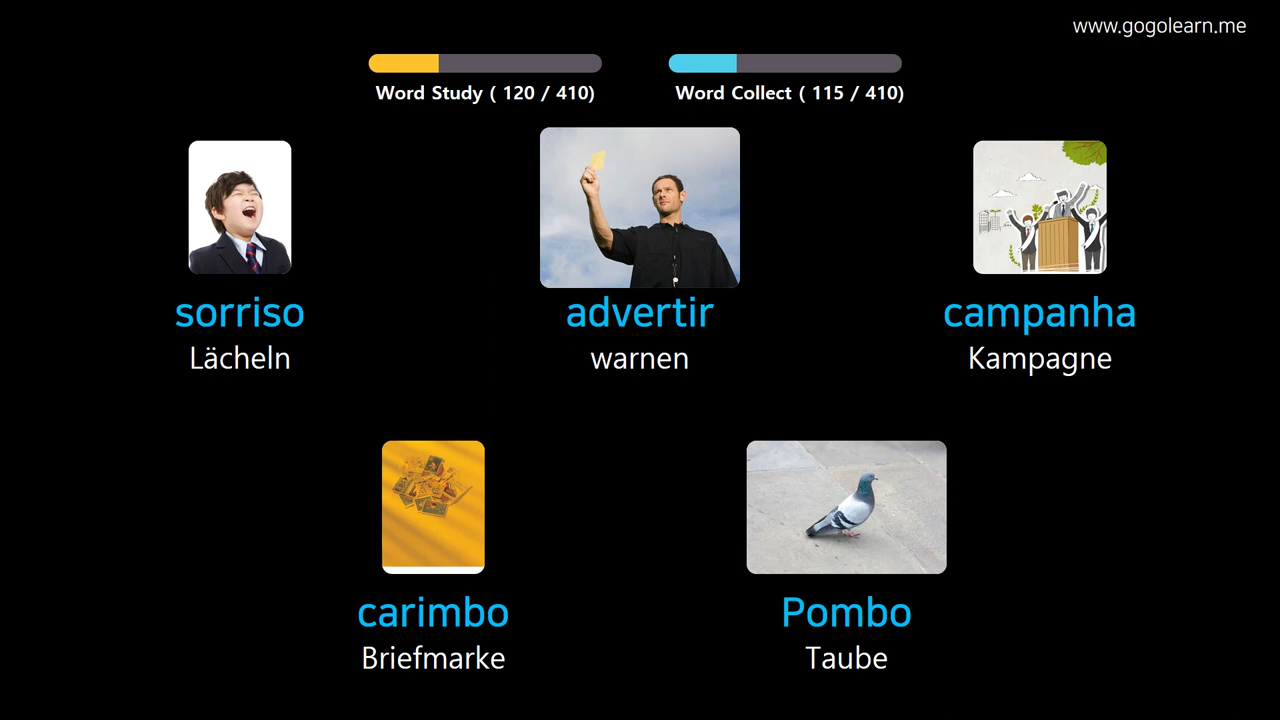 www.gogolearn.me
Word Study ( 120 / 410)
Word Collect ( 115 / 410)
sorriso
Lächeln
advertir
warnen
campanha
Kampagne
carimbo
Briefmarke
Pombo
Taube